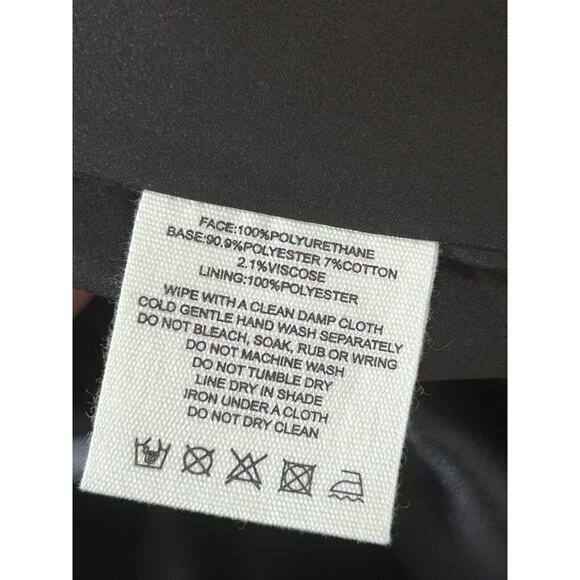 FACE:100%POLYURETHANE
BASE:90.9%POLYESTER 7%COTTON
2.1%VISCOSE
LINING:100%POLYESTER
WIPE WITH A CLEAN DAMP CLOTH
COLD GENTLE HAND WASH SEPARATELY
DO NOT BLEACH, SOAK, RUB OR WRING
DO NOT MACHINE WASH
DO NOT TUMBLE DRY
LINE DRY IN SHADE
IRON UNDER A CLOTH
DO NOT DRY CLEAN